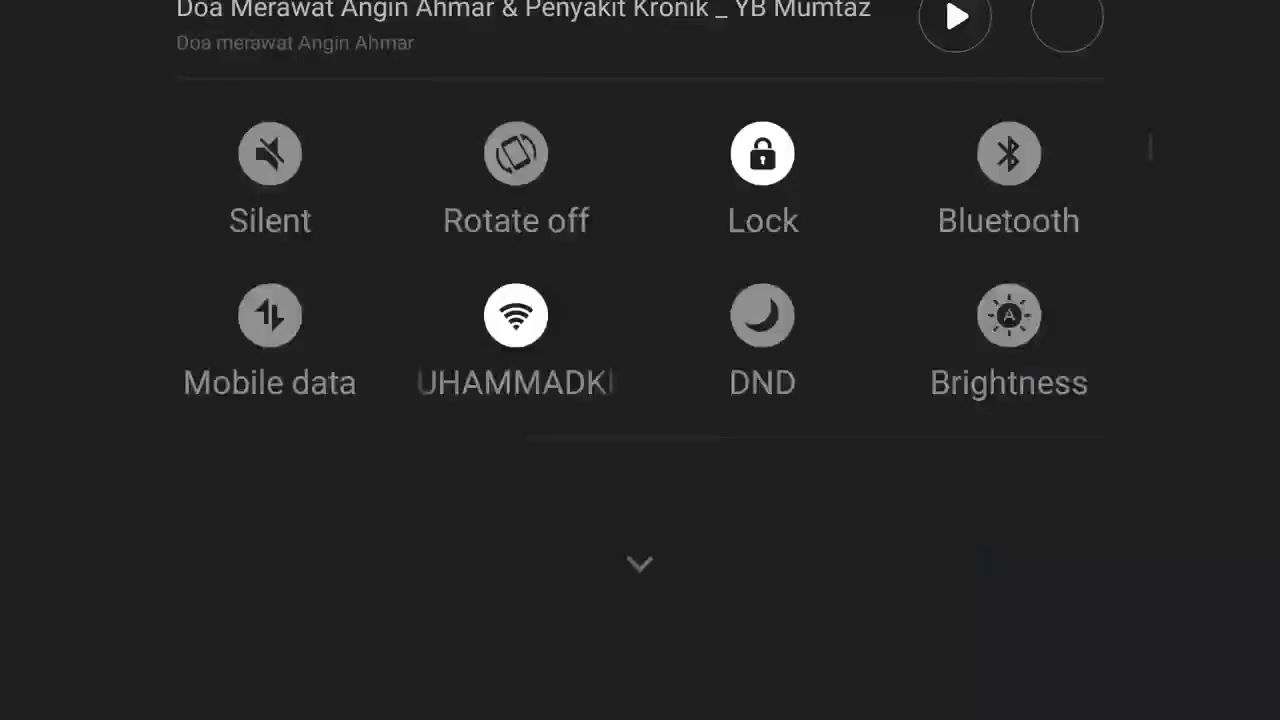 Doa Merawat Angin Ahmar & Penyakit Kronik _ YB Mumtaz
Doa merawat Angin Ahmar
Silent Rotate off Lock Bluetooth
Mobile data UHAMMADK DND Brightness